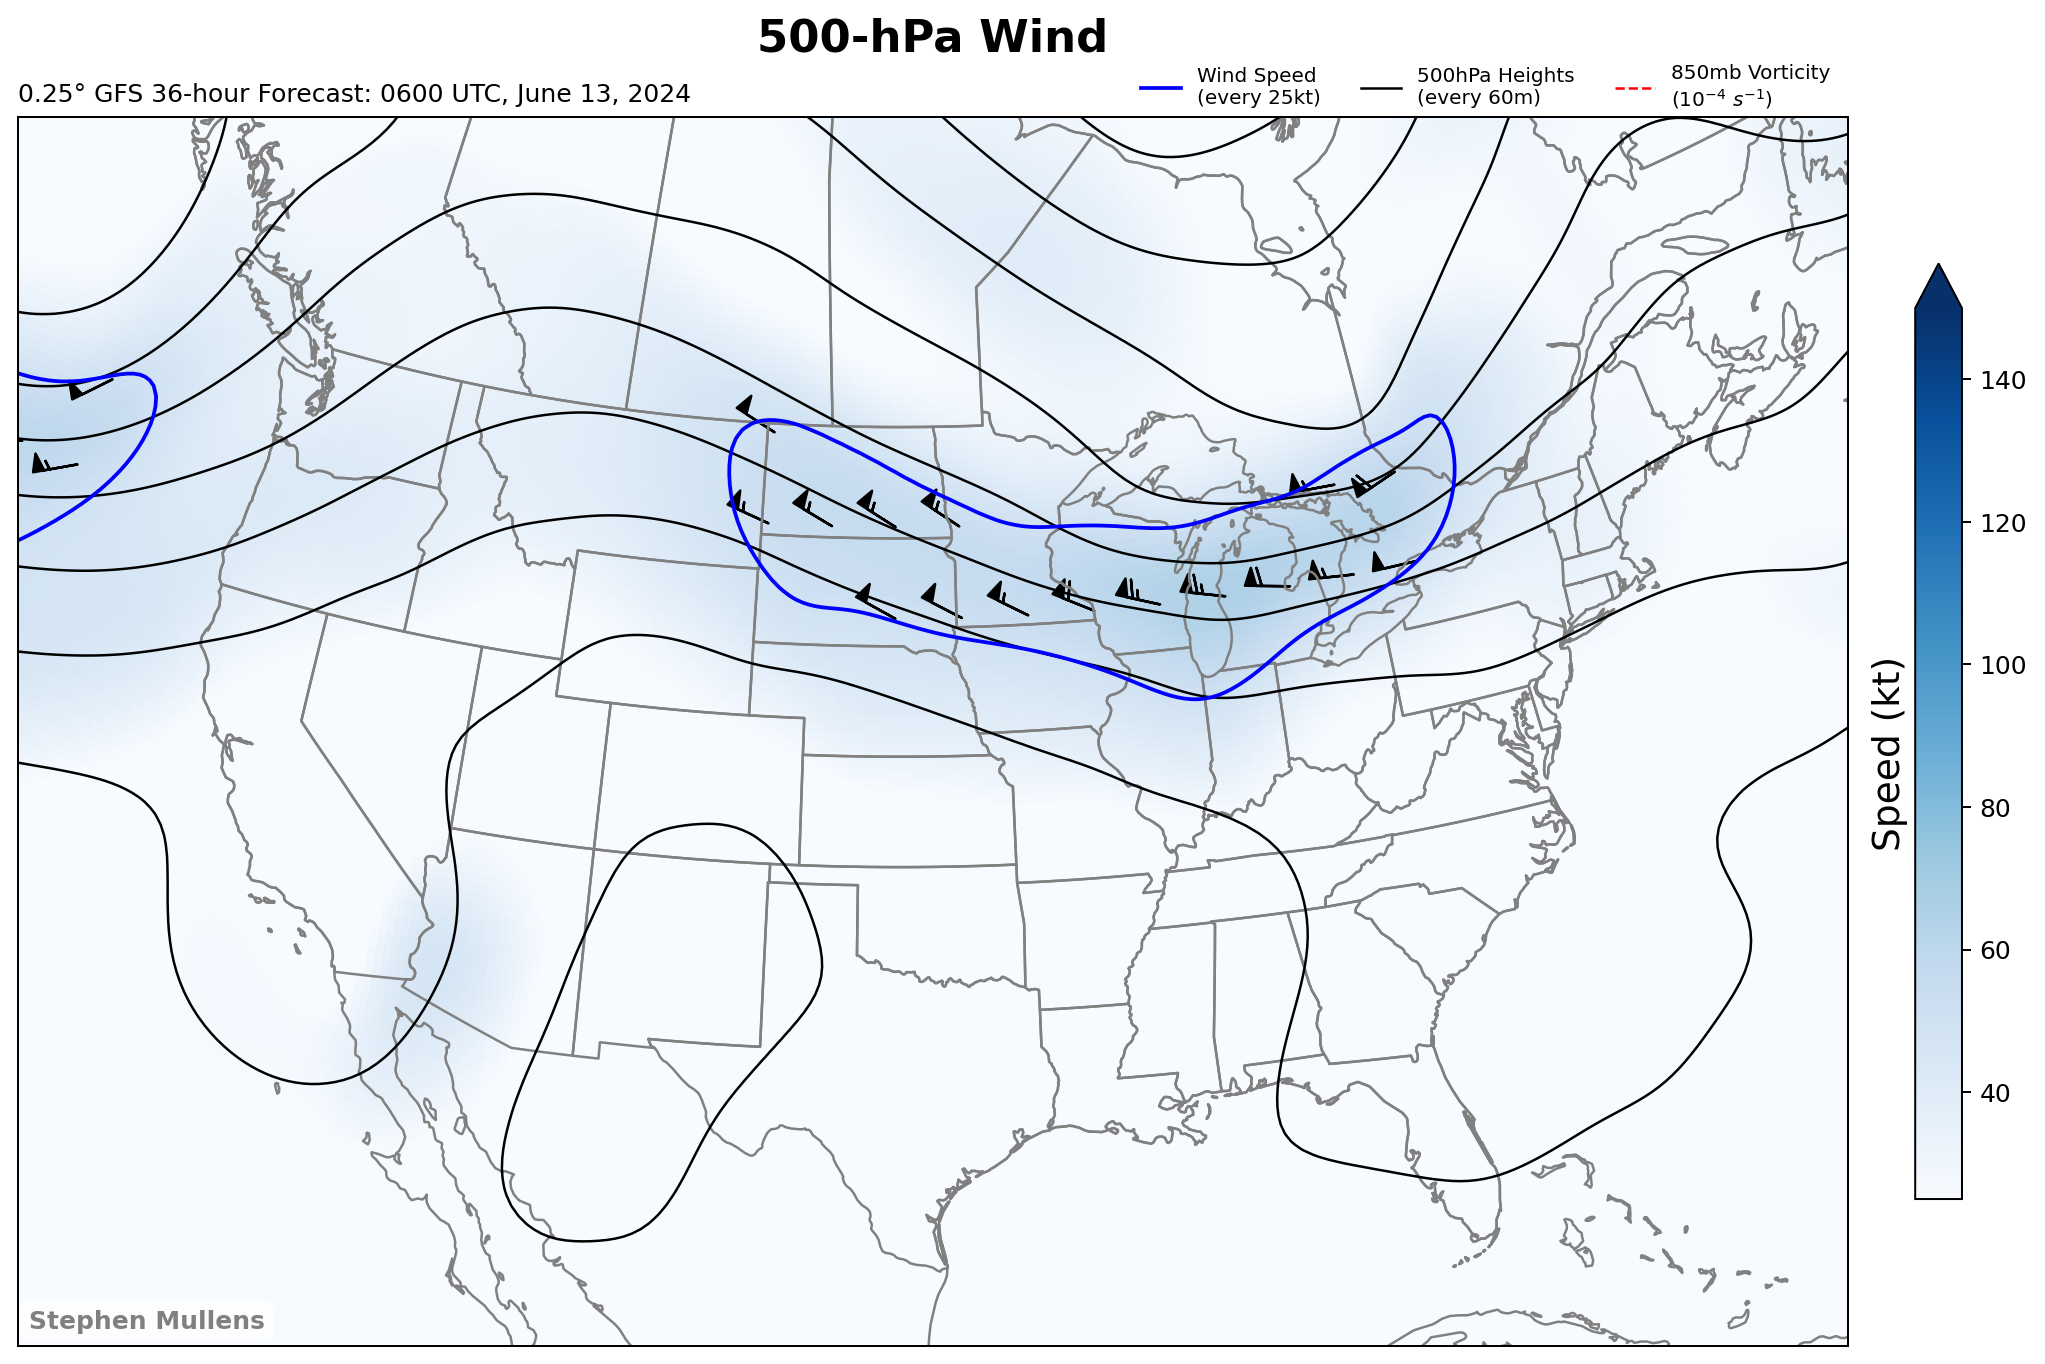 500-hPa Wind
0.25° GFS 36-hour Forecast: 0600 UTC, June 13, 2024
Wind Speed
(every 25kt)
500hPa Heights
(every 60m)
850mb Vorticity
(10⁻⁴ s⁻¹)
140
120
100
80
60
40
Speed (kt)
Stephen Mullens